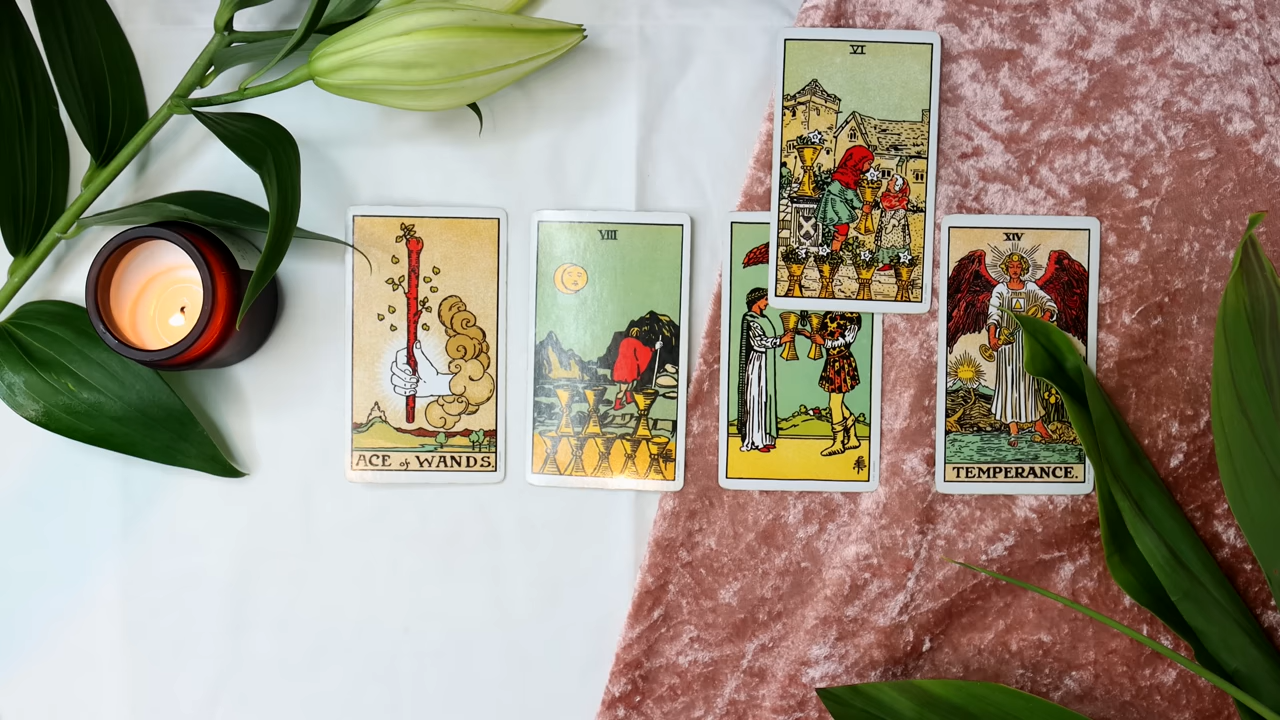 ACE of WANDS.
VIII
VI
XIV
TEMPERANCE.